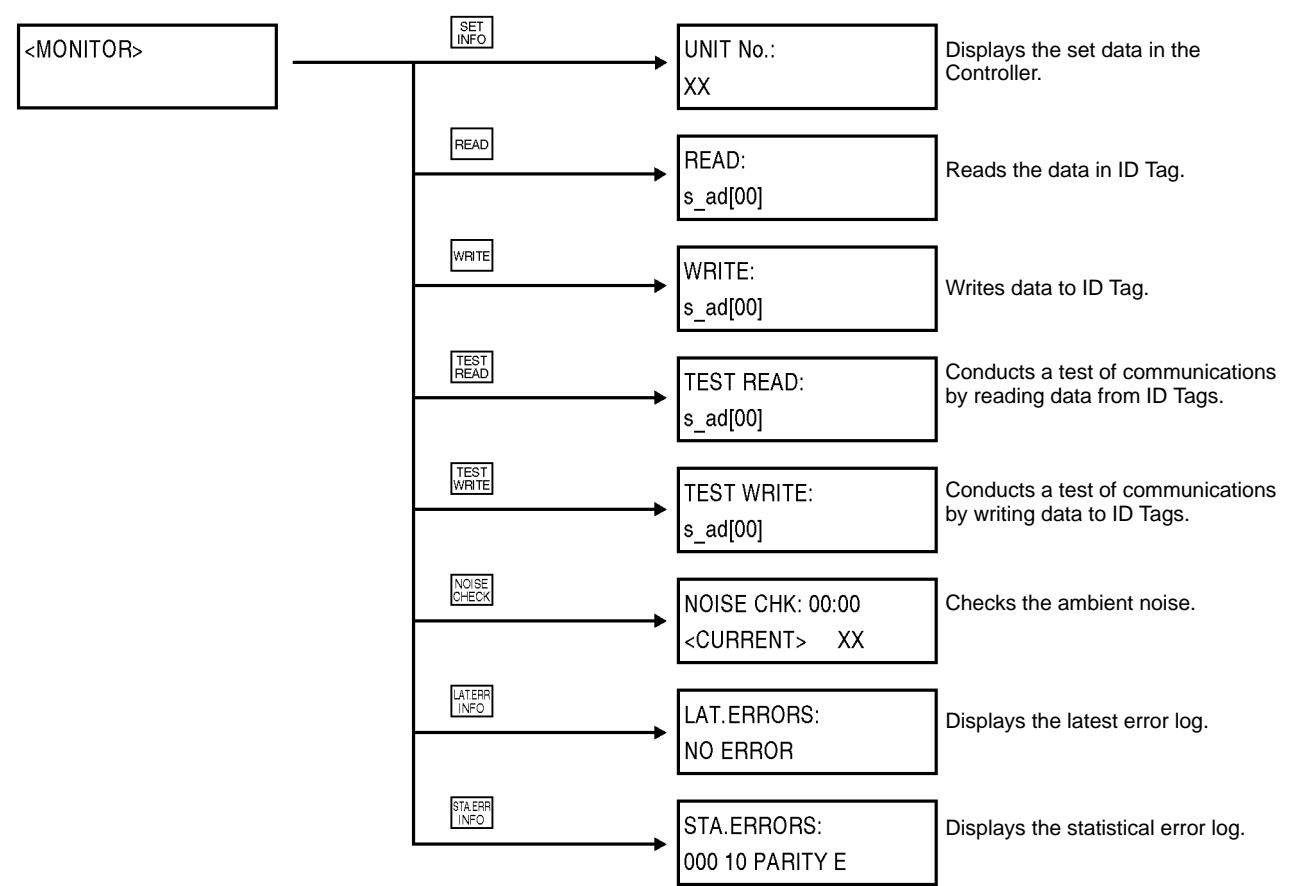 <MONITOR>
SET
INFO
UNIT No.:
XX
Displays the set data in the
Controller.
READ
READ:
s_ad[00]
Reads the data in ID Tag.
WRITE
WRITE:
s_ad[00]
Writes data to ID Tag.
TEST
READ
TEST READ:
s_ad[00]
Conducts a test of communications
by reading data from ID Tags.
TEST
WRITE
TEST WRITE:
s_ad[00]
Conducts a test of communications
by writing data to ID Tags.
NOISE
CHECK
NOISE CHK: 00:00
<CURRENT> XX
Checks the ambient noise.
LAT.ERR
INFO
LAT.ERRORS:
NO ERROR
Displays the latest error log.
STA.ERR
INFO
STA.ERRORS:
000 10 PARITY E
Displays the statistical error log.